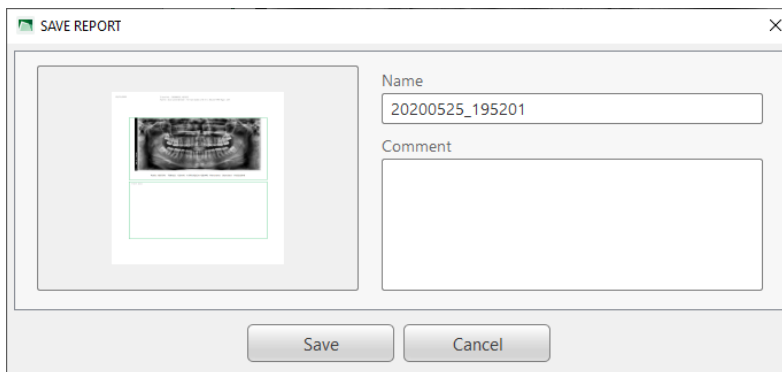 SAVE REPORT
Name
20200525_195201
Comment
Save
Cancel